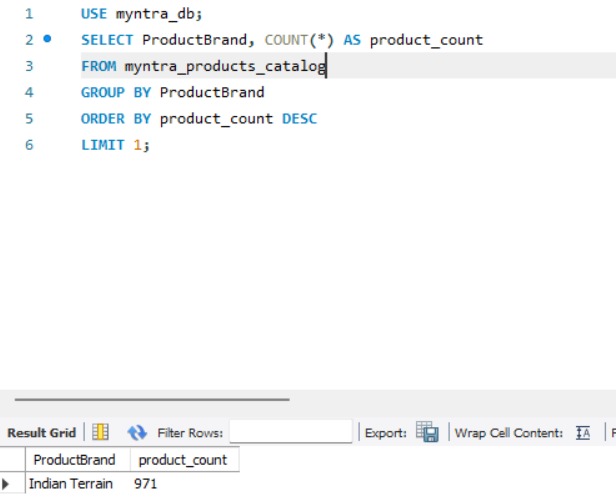 1 USE myntra_db;
2 SELECT ProductBrand, COUNT(*) AS product_count
3 FROM myntra_products_catalog
4 GROUP BY ProductBrand
5 ORDER BY product_count DESC
6 LIMIT 1;
Result Grid Filter Rows: Export: Wrap Cell Content: IA
ProductBrand product_count
Indian Terrain 971